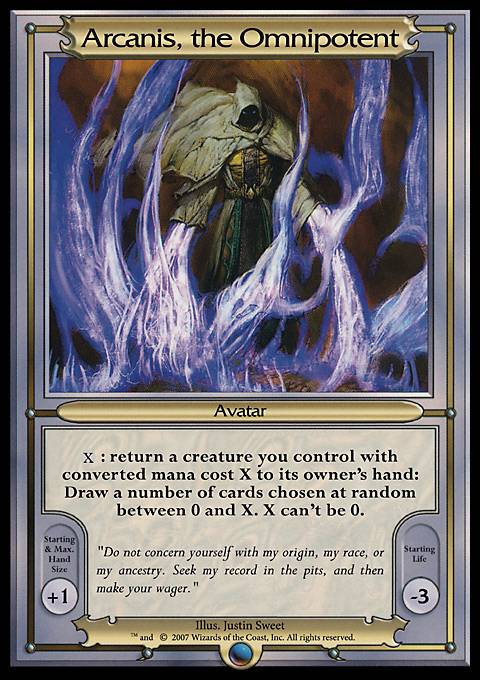 Arcanis, the Omnipotent
Avatar
X : return a creature you control with
converted mana cost X to its owner's hand:
Draw a number of cards chosen at random
between 0 and X. X can't be 0.
Starting
& Max.
Hand
Size
+1
"Do not concern yourself with my origin, my race, or
my ancestry. Seek my record in the pits, and then
make your wager."
Starting
Life
-3
Illus. Justin Sweet
™ and © 2007 Wizards of the Coast, Inc. All rights reserved.